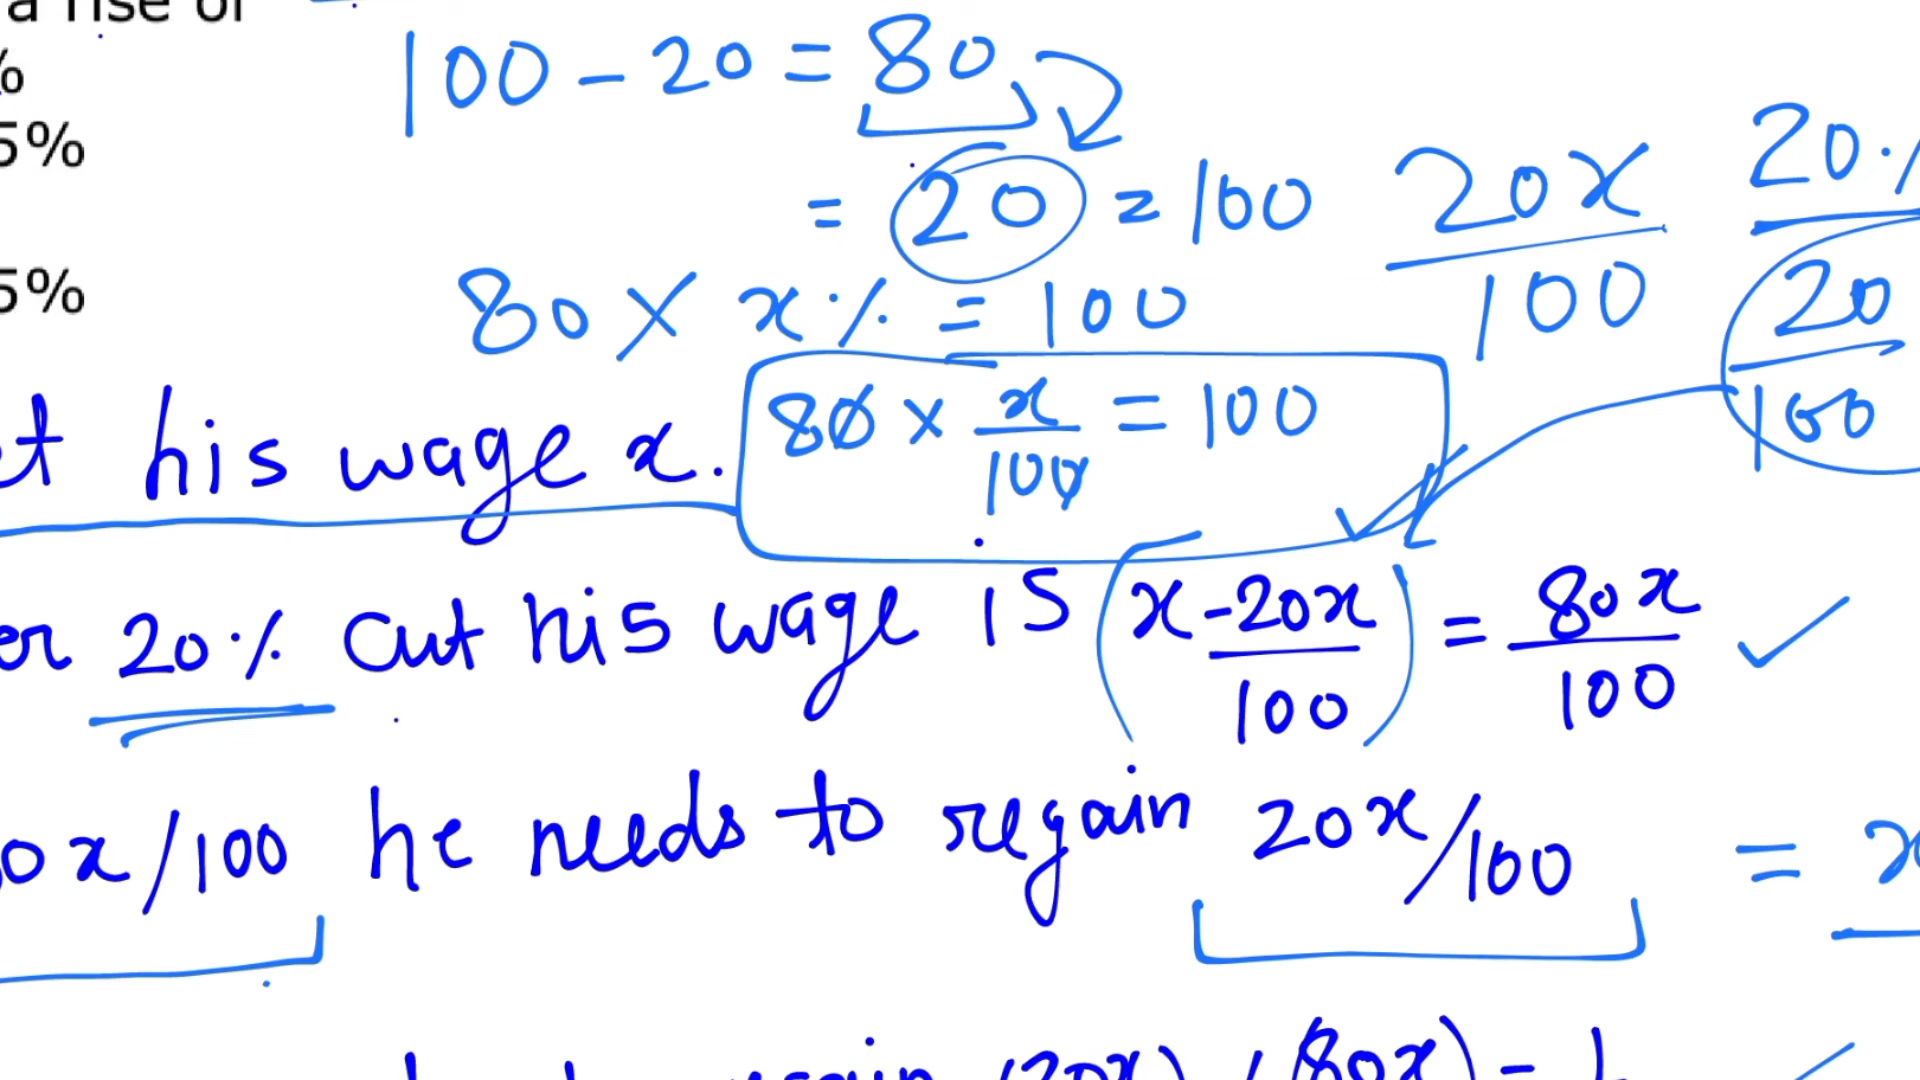 a rise of
%
5%
5%
100 - 20 = 80
= 20 = 100
20x/100
20%
20/100
80 × x% = 100
80 × x/100 = 100
his wage x.
20% cut his wage is (x - 20x/100) = 80x/100 ✓
0x/100 he needs to regain 20x/100 = x